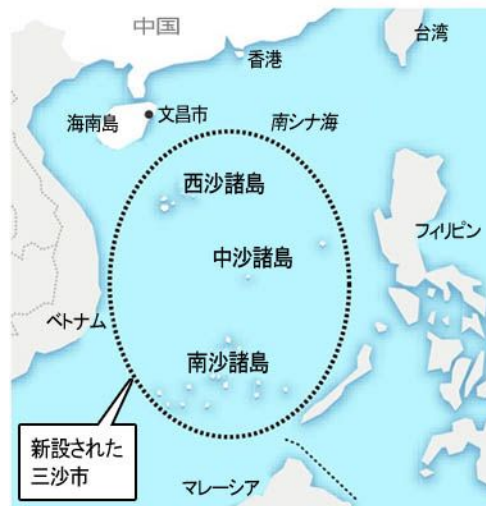 中国
台湾
香港
海南島
文昌市
南シナ海
西沙諸島
中沙諸島
フィリピン
ベトナム
南沙諸島
新設された
三沙市
マレーシア